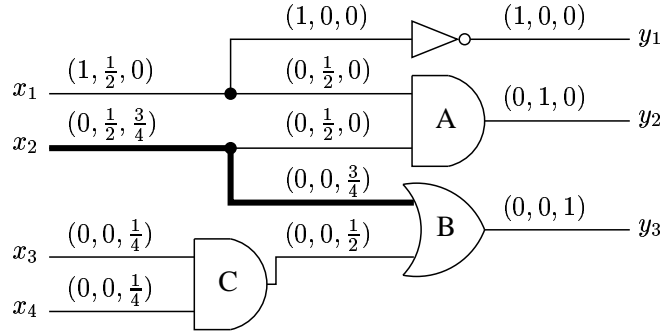 (1, 0, 0) (1, 0, 0) y₁
x₁ (1, ½, 0) (0, ½, 0) A (0, 1, 0) y₂
x₂ (0, ½, ¾) (0, ½, 0)
(0, 0, ¾) B (0, 0, 1) y₃
x₃ (0, 0, ¼) (0, 0, ½)
x₄ (0, 0, ¼) C